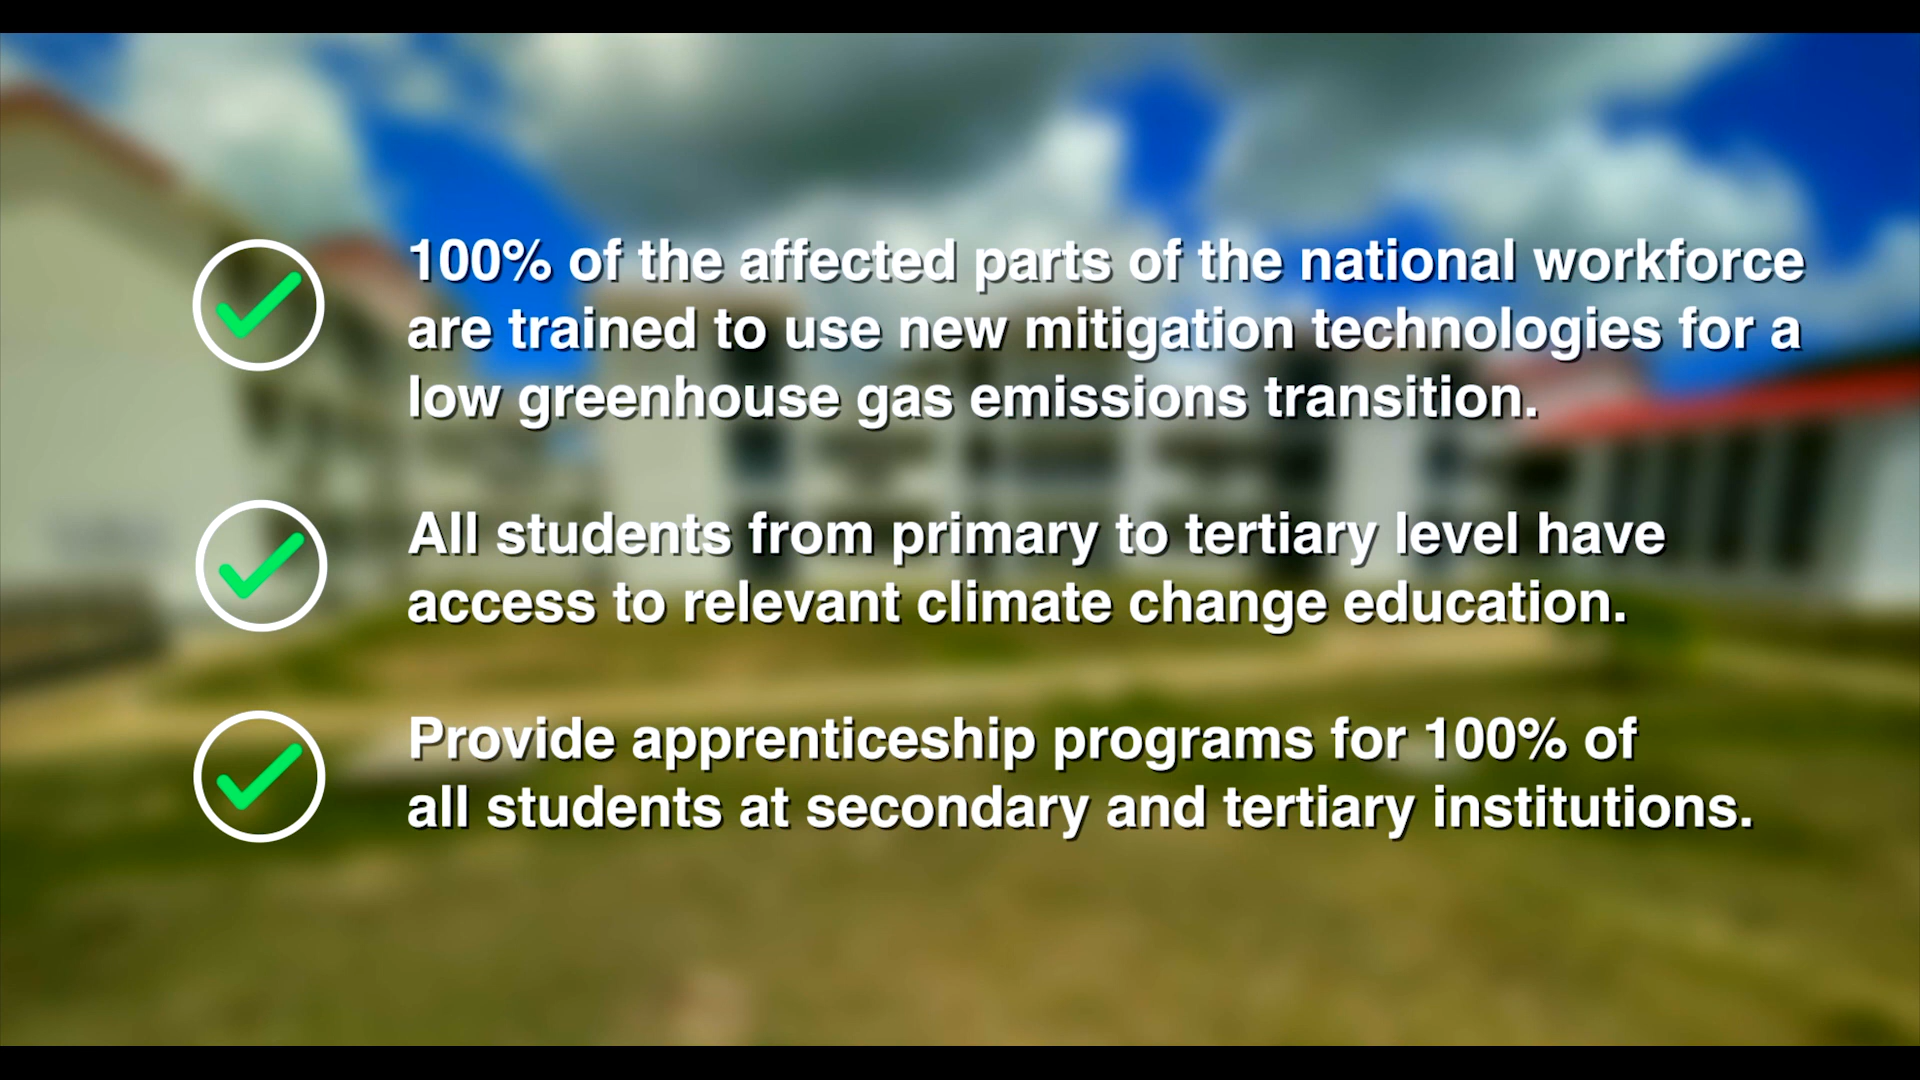 100% of the affected parts of the national workforce
are trained to use new mitigation technologies for a
low greenhouse gas emissions transition.
All students from primary to tertiary level have
access to relevant climate change education.
Provide apprenticeship programs for 100% of
all students at secondary and tertiary institutions.